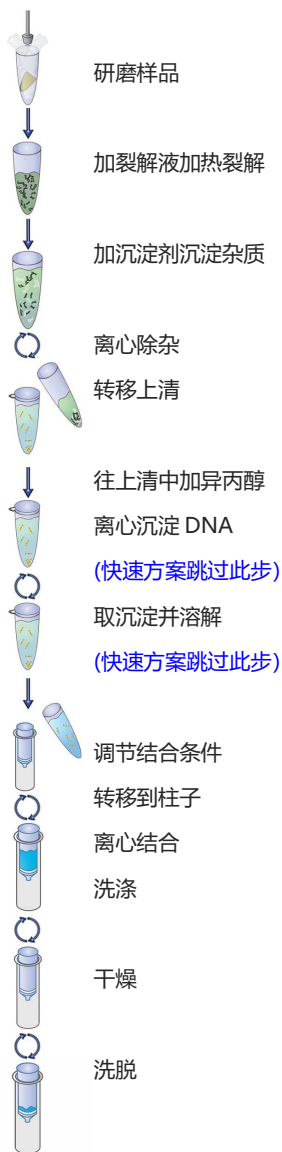 研磨样品
加裂解液加热裂解
加沉淀剂沉淀杂质
离心除杂
转移上清
往上清中加异丙醇
离心沉淀 DNA
(快速方案跳过此步)
取沉淀并溶解
(快速方案跳过此步)
调节结合条件
转移到柱子
离心结合
洗涤
干燥
洗脱